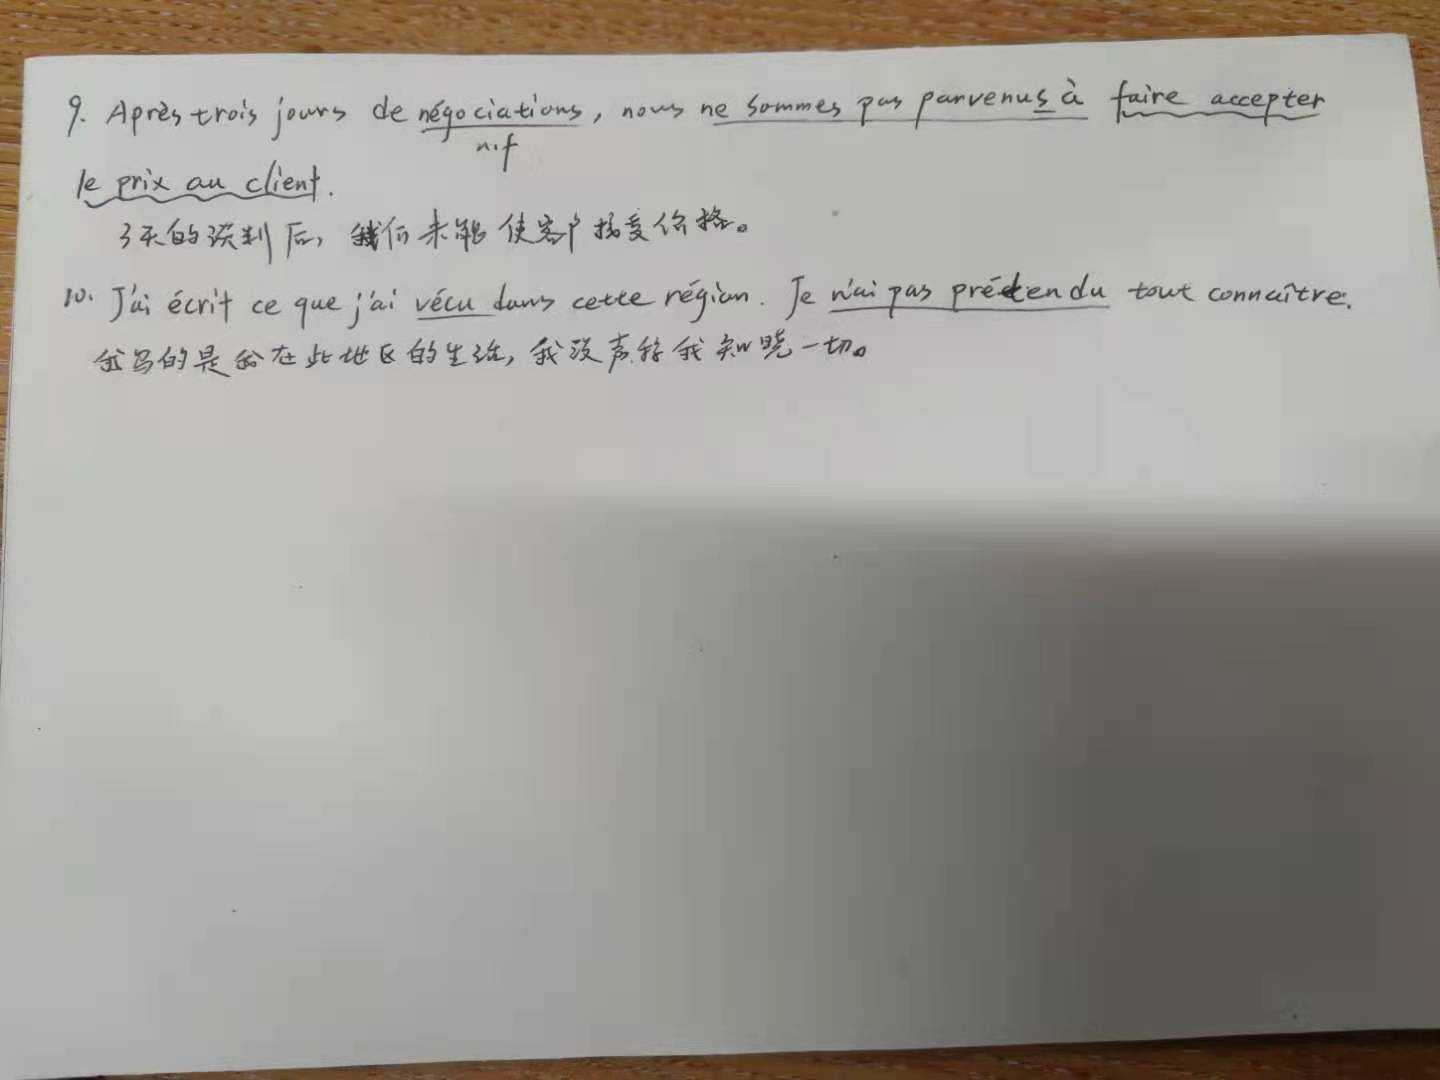 9. Après trois jours de négociations, nous ne sommes pas parvenus à faire accepter
n.f
le prix au client.
3天的谈判后，我们未能使客户接受价格。
10. J'ai écrit ce que j'ai vécu dans cette région. Je n'ai pas prétendu tout connaître.
我写的是我在此地区的生活，我没声称我知晓一切。